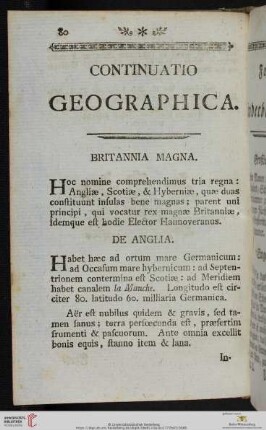 80
CONTINUATIO
GEOGRAPHICA.
BRITANNIA MAGNA.
Hoc nomine comprehendimus tria regna:
Angliæ, Scotiæ, & Hyberniæ, quæ duas
constituunt insulas bene magnas: parent uni
principi, qui vocatur rex magnæ Britanniæ,
idemque est hodie Elector Hannoveranus.
DE ANGLIA.
Habet hæc ad ortum mare Germanicum:
ad Occasum mare hybernicum: ad Septen-
trionem contermina est Scotiæ: ad Meridiem
habet canalem la Manche. Longitudo est cir-
citer 80. latitudo 60. milliaria Germanica.
Aër est nubilus quidem & gravis, sed ta-
men sanus: terra perfœcunda est, præsertim
frumenti & pascuorum. Ante omnia excellit
bonis equis, stanno item & lana.
In-